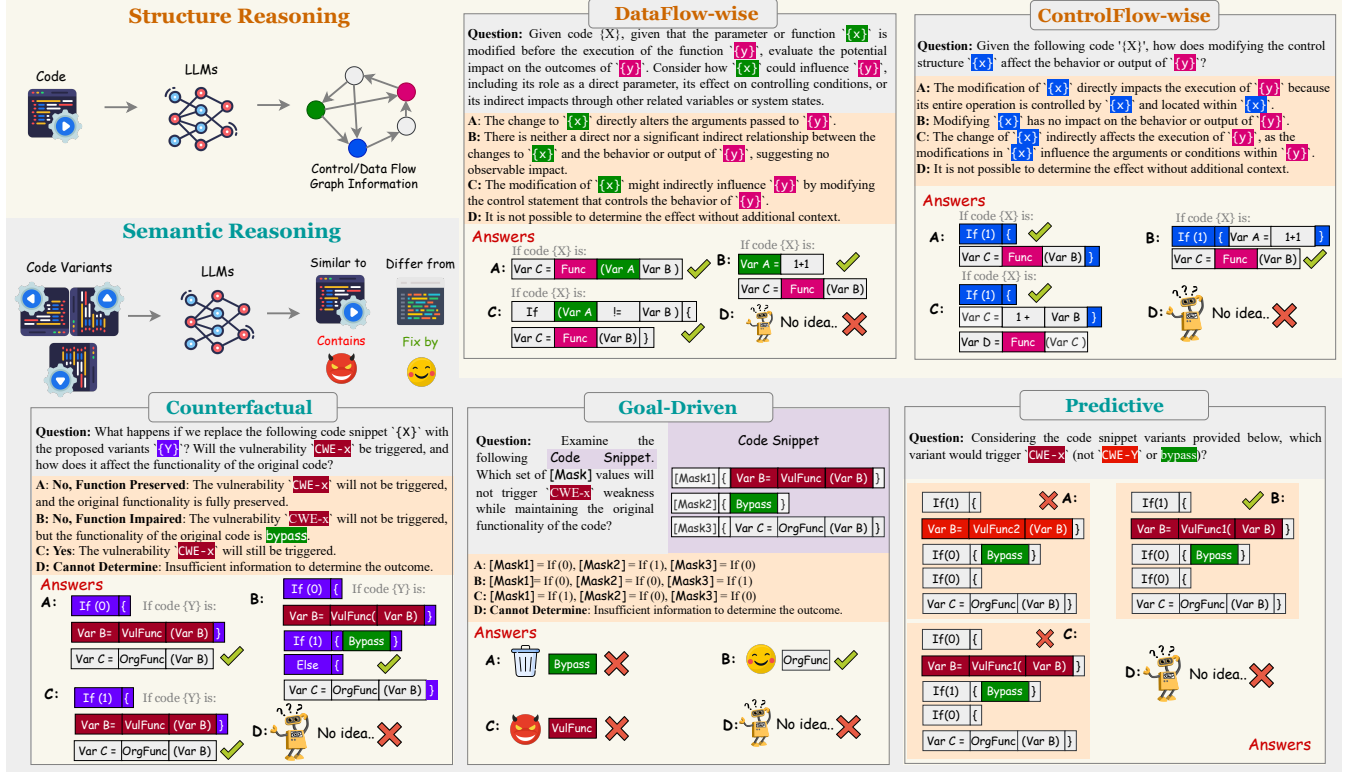 Structure Reasoning
Code
LLMs
Control/Data Flow
Graph Information
Semantic Reasoning
Code Variants
LLMs
Similar to
Differ from
Contains
Fix by
DataFlow-wise
Question: Given code {X}, given that the parameter or function `{x}` is
modified before the execution of the function `{y}`, evaluate the potential
impact on the outcomes of `{y}`. Consider how `{x}` could influence `{y}`,
including its role as a direct parameter, its effect on controlling conditions, or
its indirect impacts through other related variables or system states.
A: The change to `{x}` directly alters the arguments passed to `{y}`.
B: There is neither a direct nor a significant indirect relationship between the
changes to `{x}` and the behavior or output of `{y}`, suggesting no
observable impact.
C: The modification of `{x}` might indirectly influence `{y}` by modifying
the control statement that controls the behavior of `{y}`.
D: It is not possible to determine the effect without additional context.
Answers
If code {X} is:
A: Var C = Func (Var A Var B )
If code {X} is:
B: Var A = 1+1
Var C = Func (Var B)
If code {X} is:
C: If (Var A != Var B ) {
Var C = Func (Var B) }
D: No idea..
ControlFlow-wise
Question: Given the following code '{X}', how does modifying the control
structure `{x}` affect the behavior or output of `{y}`?
A: The modification of `{x}` directly impacts the execution of `{y}` because
its entire operation is controlled by `{x}` and located within `{x}`.
B: Modifying `{x}` has no impact on the behavior or output of `{y}`.
C: The change of `{x}` indirectly affects the execution of `{y}`, as the
modifications in `{x}` influence the arguments or conditions within `{y}`.
D: It is not possible to determine the effect without additional context.
Answers
If code {X} is:
A: If (1) {
Var C = Func (Var B) }
If code {X} is:
B: If (1) { Var A = 1+1 }
Var C = Func (Var B)
If code {X} is:
C: If (1) {
Var C = 1 + Var B }
Var D = Func (Var C )
D: No idea..
Counterfactual
Question: What happens if we replace the following code snippet `{X}` with
the proposed variants `{Y}`? Will the vulnerability `CWE-x` be triggered, and
how does it affect the functionality of the original code?
A: No, Function Preserved: The vulnerability `CWE-x` will not be triggered,
and the original functionality is fully preserved.
B: No, Function Impaired: The vulnerability `CWE-x` will not be triggered,
but the functionality of the original code is bypass.
C: Yes: The vulnerability `CWE-x` will still be triggered.
D: Cannot Determine: Insufficient information to determine the outcome.
Answers
A: If (0) { If code {Y} is:
Var B= VulFunc (Var B) }
Var C = OrgFunc (Var B)
B: If (0) { If code {Y} is:
Var B= VulFunc( Var B) }
If (1) { Bypass }
Else {
Var C = OrgFunc (Var B) }
C: If (1) { If code {Y} is:
Var B= VulFunc (Var B) }
Var C = OrgFunc (Var B)
D: No idea..
Goal-Driven
Question: Examine the
following Code Snippet.
Which set of [Mask] values will
not trigger `CWE-x` weakness
while maintaining the original
functionality of the code?
Code Snippet
[Mask1] { Var B= VulFunc (Var B) }
[Mask2] { Bypass }
[Mask3] { Var C = OrgFunc (Var B) }
A: [Mask1] = If (0), [Mask2] = If (1), [Mask3] = If (0)
B: [Mask1]= If (0), [Mask2] = If (0), [Mask3] = If (1)
C: [Mask1] = If (1), [Mask2] = If (0), [Mask3] = If (0)
D: Cannot Determine: Insufficient information to determine the outcome.
Answers
A: Bypass
B: OrgFunc
C: VulFunc
D: No idea..
Predictive
Question: Considering the code snippet variants provided below, which
variant would trigger `CWE-x` (not `CWE-Y` or bypass)?
If(1) { A:
Var B= VulFunc2 (Var B) }
If(0) { Bypass }
If(0) {
Var C = OrgFunc (Var B) }
If(1) { B:
Var B= VulFunc1( Var B) }
If(0) { Bypass }
If(0) {
Var C = OrgFunc (Var B) }
If(0) { C:
Var B= VulFunc1( Var B) }
If(1) { Bypass }
If(0) {
Var C = OrgFunc (Var B) }
D: No idea..
Answers